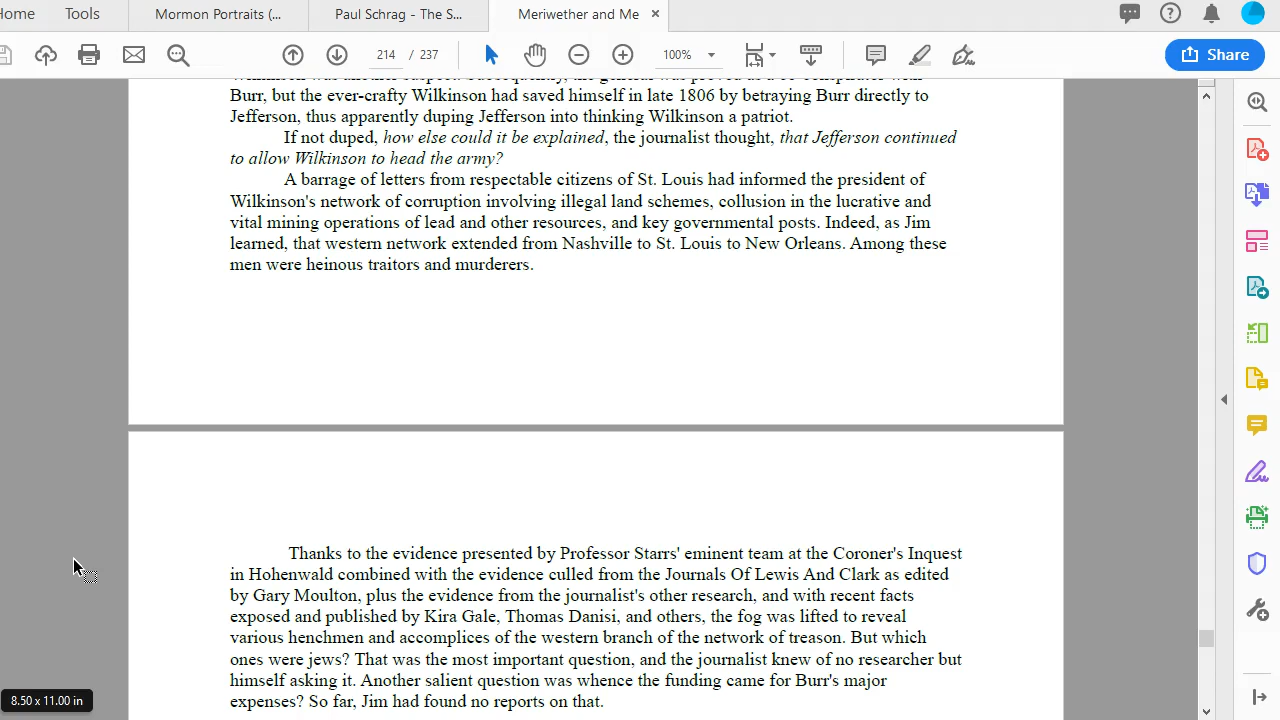 ome
Tools
Mormon Portraits (...
Paul Schrag - The S...
Meriwether and Me
214 / 237
100%
Share
Burr, but the ever-crafty Wilkinson had saved himself in late 1806 by betraying Burr directly to
Jefferson, thus apparently duping Jefferson into thinking Wilkinson a patriot.
If not duped, how else could it be explained, the journalist thought, that Jefferson continued
to allow Wilkinson to head the army?
A barrage of letters from respectable citizens of St. Louis had informed the president of
Wilkinson's network of corruption involving illegal land schemes, collusion in the lucrative and
vital mining operations of lead and other resources, and key governmental posts. Indeed, as Jim
learned, that western network extended from Nashville to St. Louis to New Orleans. Among these
men were heinous traitors and murderers.
Thanks to the evidence presented by Professor Starrs' eminent team at the Coroner's Inquest
in Hohenwald combined with the evidence culled from the Journals Of Lewis And Clark as edited
by Gary Moulton, plus the evidence from the journalist's other research, and with recent facts
exposed and published by Kira Gale, Thomas Danisi, and others, the fog was lifted to reveal
various henchmen and accomplices of the western branch of the network of treason. But which
ones were jews? That was the most important question, and the journalist knew of no researcher but
himself asking it. Another salient question was whence the funding came for Burr's major
expenses? So far, Jim had found no reports on that.
8.50 x 11.00 in